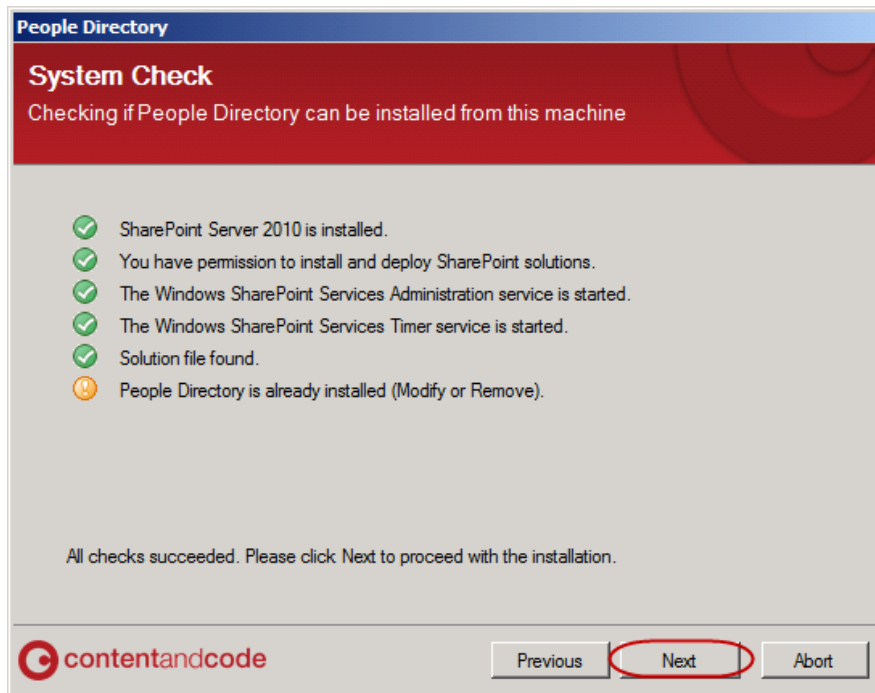 People Directory
System Check
Checking if People Directory can be installed from this machine
SharePoint Server 2010 is installed.
You have permission to install and deploy SharePoint solutions.
The Windows SharePoint Services Administration service is started.
The Windows SharePoint Services Timer service is started.
Solution file found.
People Directory is already installed (Modify or Remove).
All checks succeeded. Please click Next to proceed with the installation.
contentandcode
Previous Next Abort